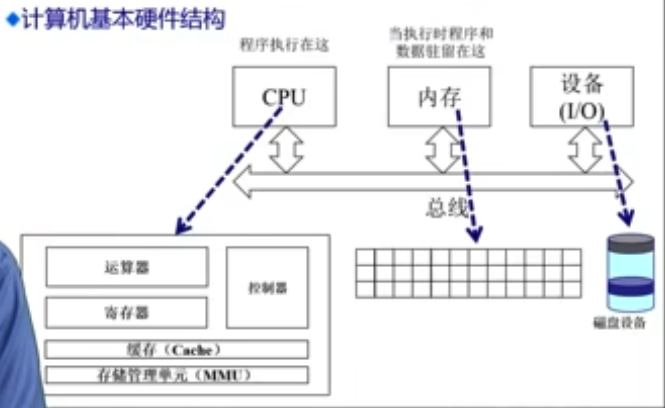 ◆计算机基本硬件结构
程序执行在这
当执行时程序和
数据驻留在这
CPU
内存
设备
(I/O)
总线
运算器
控制器
寄存器
缓存（Cache）
存储管理单元（MMU）
磁盘设备